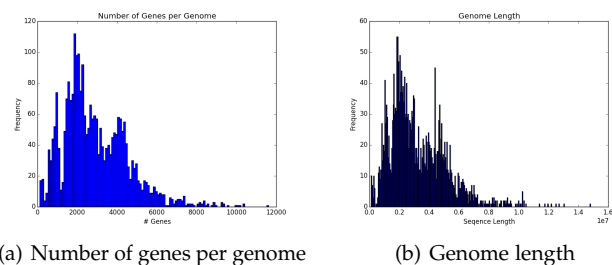 Number of Genes per Genome
120
100
80
60
40
20
0
Frequency
0 2000 4000 6000 8000 10000 12000
# Genes
Genome Length
60
50
40
30
20
10
0
Frequency
0.0 0.2 0.4 0.6 0.8 1.0 1.2 1.4 1.6
1e7
Seqence Length
(a) Number of genes per genome
(b) Genome length